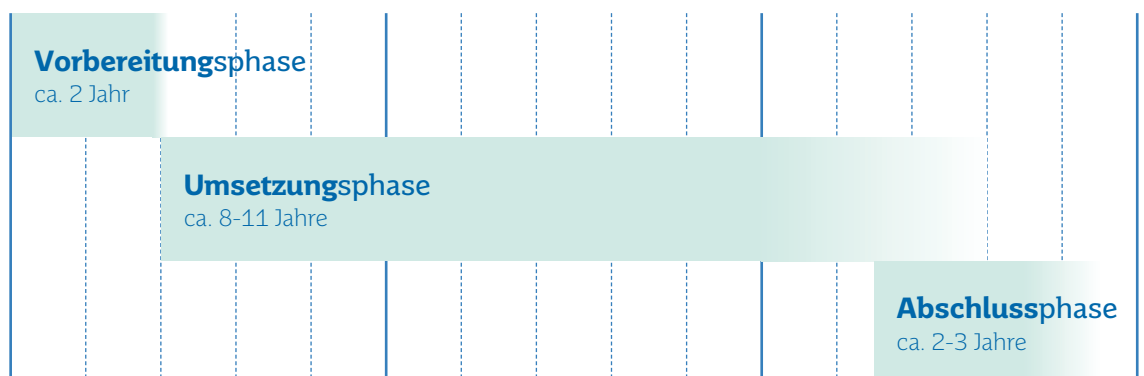 Vorbereitungsphase
ca. 2 Jahr
Umsetzungsphase
ca. 8-11 Jahre
Abschlussphase
ca. 2-3 Jahre